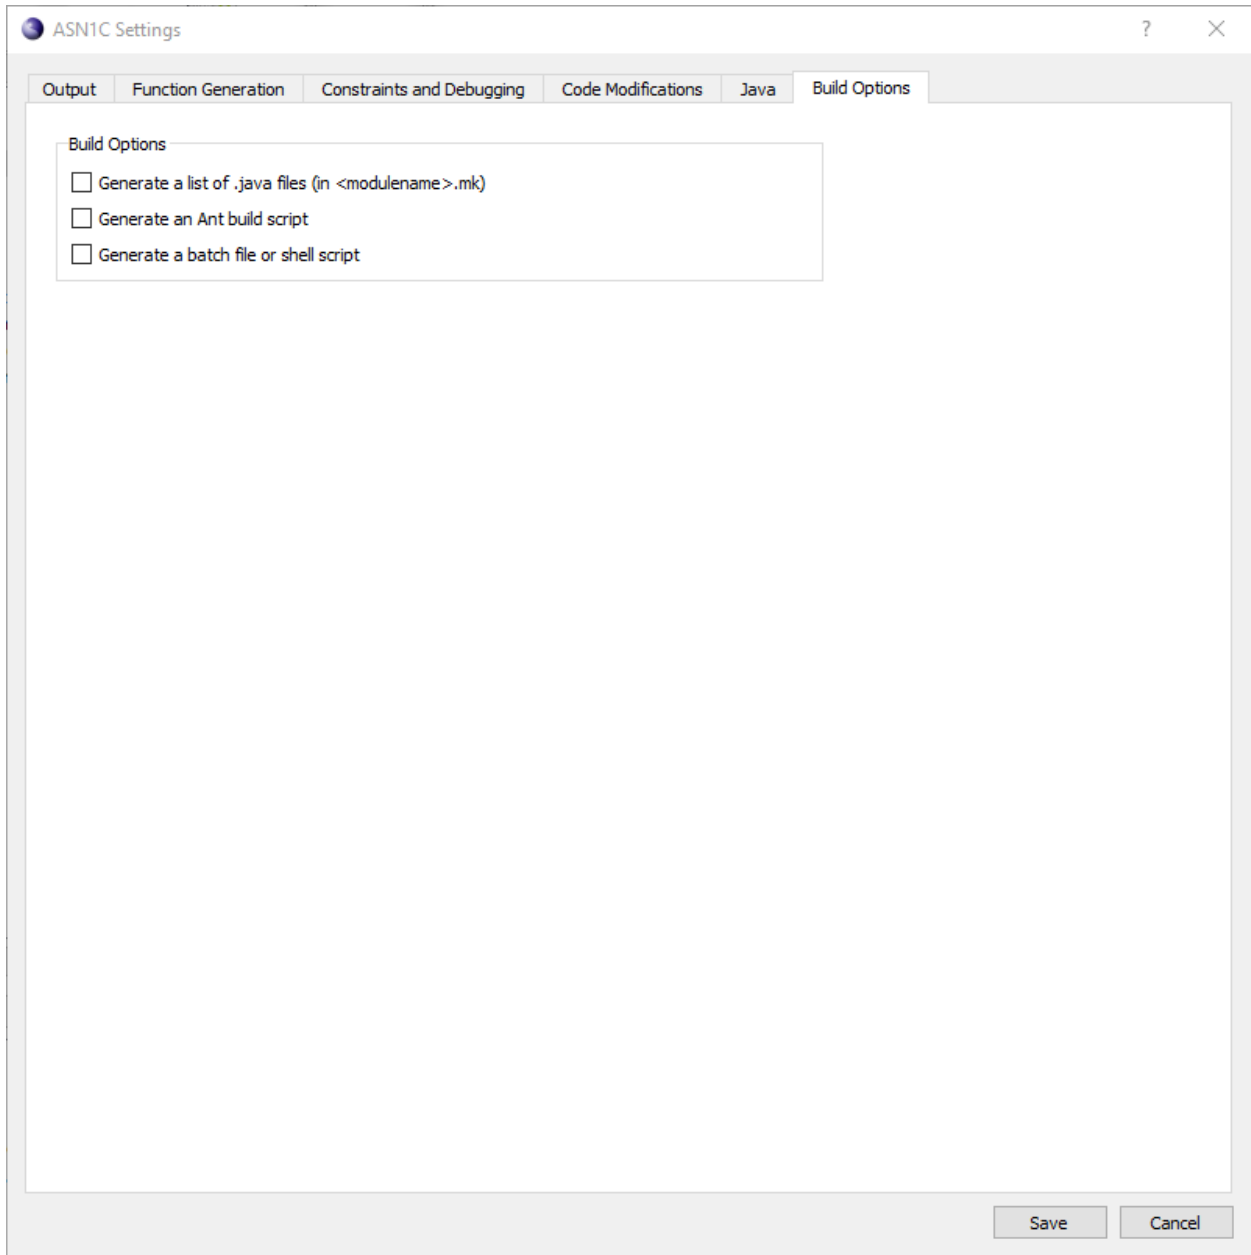 ASN1C Settings
?
Output Function Generation Constraints and Debugging Code Modifications Java Build Options
Build Options
Generate a list of .java files (in <modulename>.mk)
Generate an Ant build script
Generate a batch file or shell script
Save Cancel